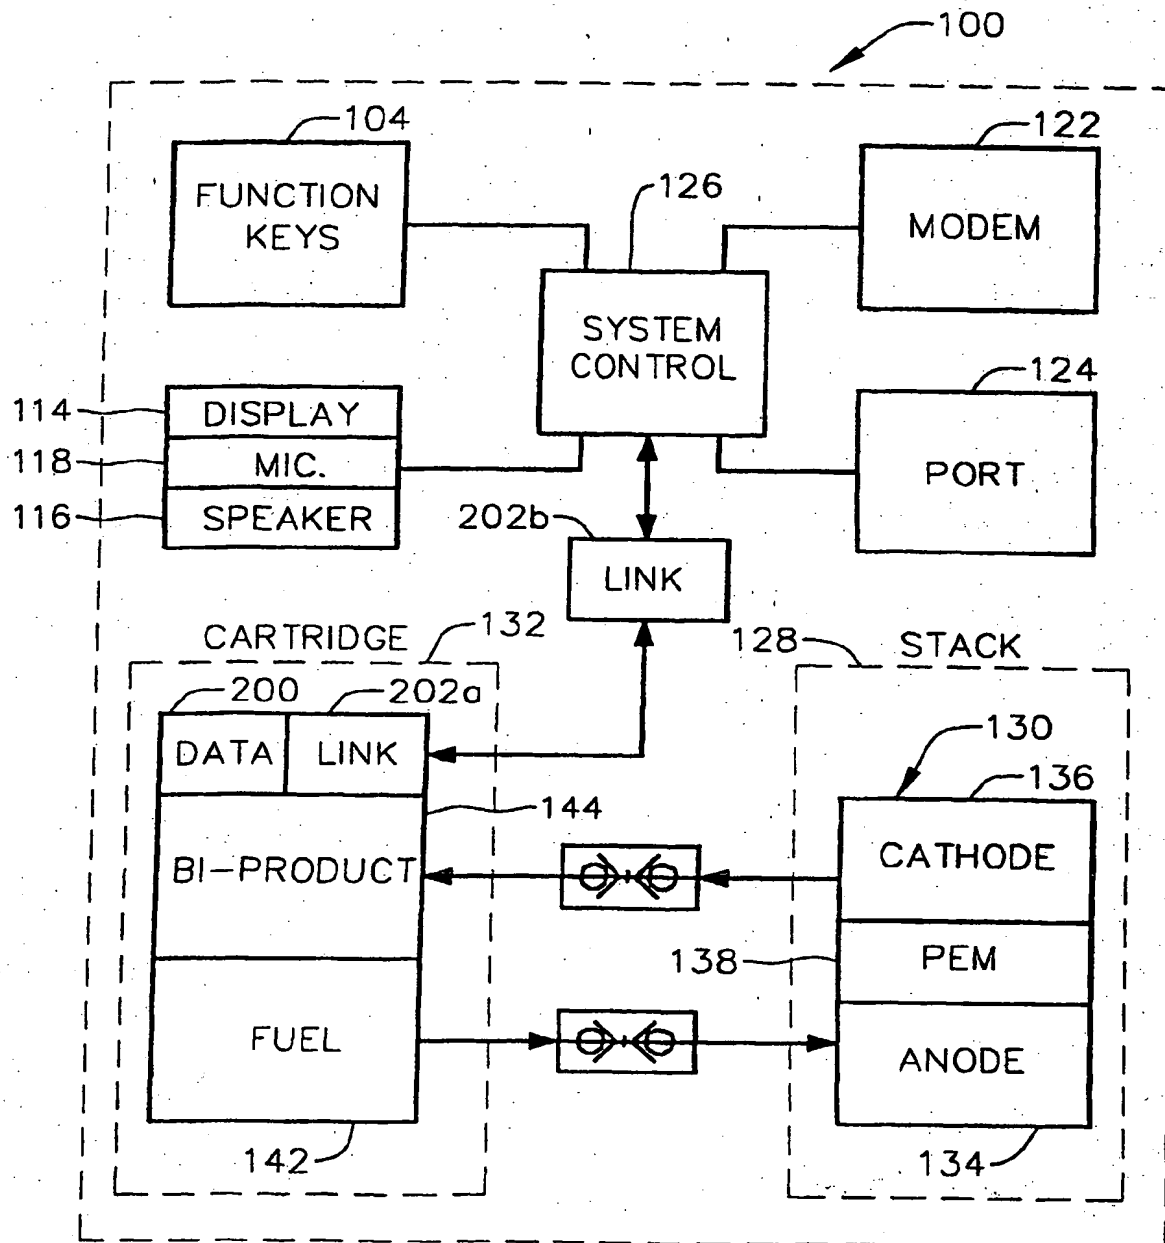 100
104
122
FUNCTION
KEYS
126
MODEM
SYSTEM
CONTROL
124
114
DISPLAY
118
MIC.
PORT
116
SPEAKER
202b
LINK
CARTRIDGE
132
128
STACK
200
202a
DATA
LINK
130
136
144
BI-PRODUCT
CATHODE
138
PEM
FUEL
ANODE
142
134